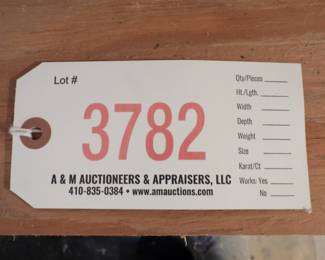 Lot #
3782
A & M AUCTIONEERS & APPRAISERS, LLC
410-835-0384 • www.amauctions.com
Qty/Pieces
Ht./Lgth.
Width
Depth
Weight
Size
Karat/Ct
Works: Yes
No